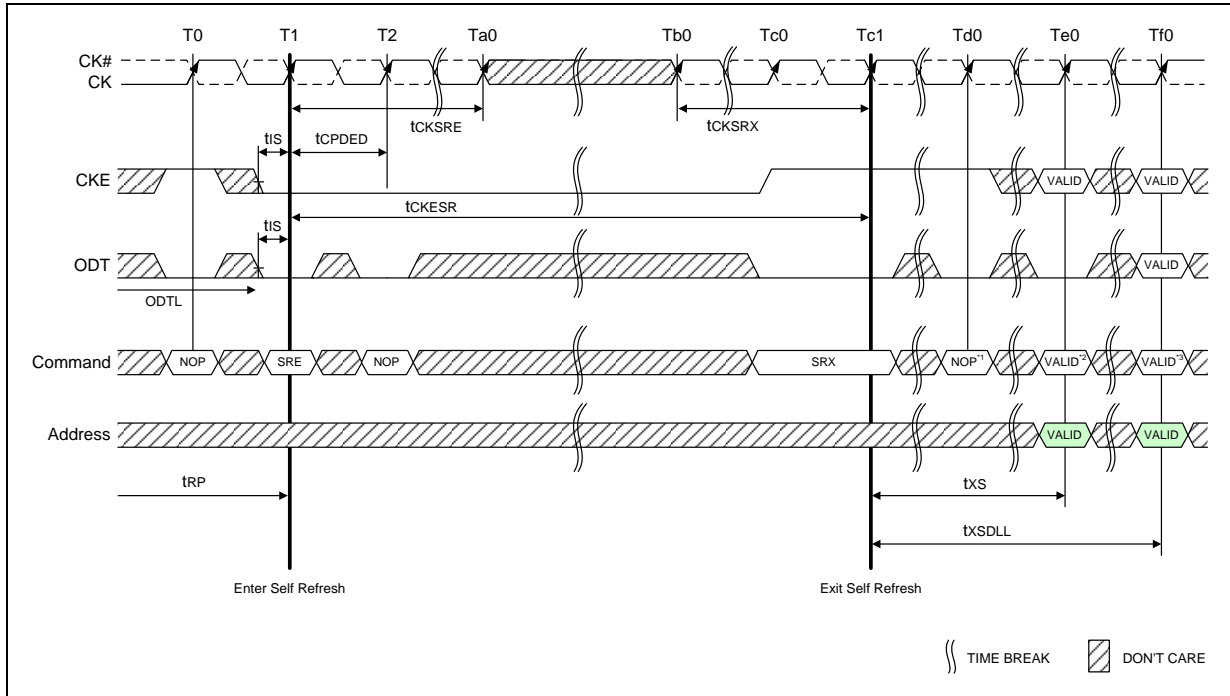 T0 T1 T2 Ta0 Tb0 Tc0 Tc1 Td0 Te0 Tf0
CK#
CK
tCKSRE
tCKSRX
tIS
tCPDED
CKE
VALID VALID
tCKESR
tIS
ODT
VALID
ODTL
Command
NOP SRE NOP SRX NOP*1 VALID*2 VALID*3
Address
VALID VALID
tRP
tXS
tXSDLL
Enter Self Refresh
Exit Self Refresh
TIME BREAK
DON'T CARE